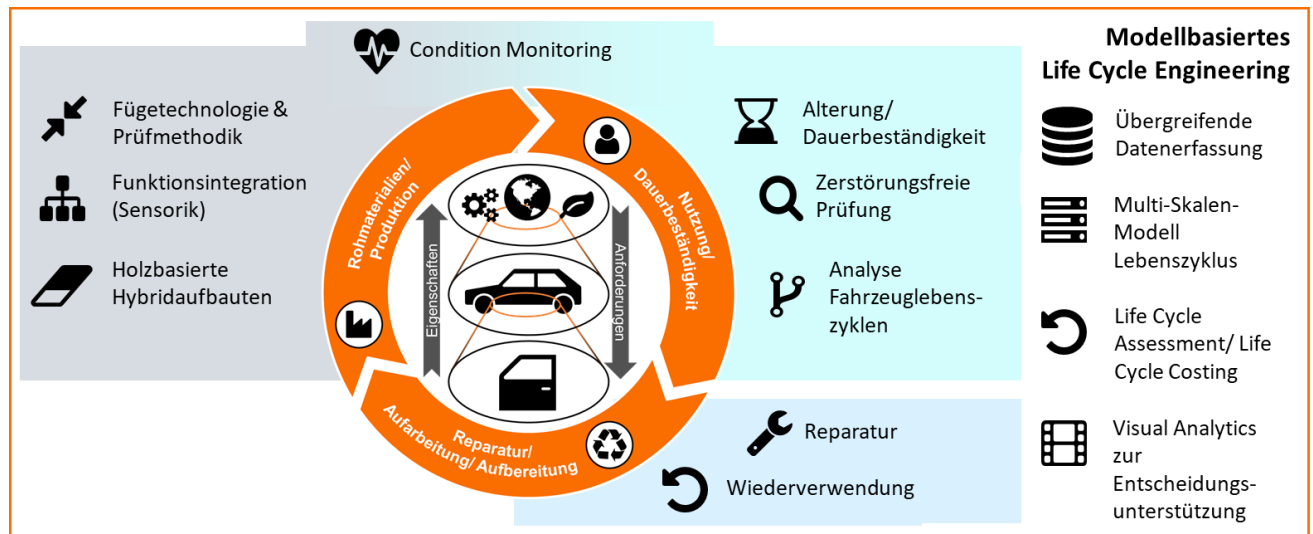 Condition Monitoring
Fügetechnologie &
Prüfmethodik
Funktionsintegration
(Sensorik)
Holzbasierte
Hybridaufbauten
Rohmaterialien/
Produktion
Nutzung/
Dauerbeständigkeit
Reparatur/
Aufarbeitung/ Aufbereitung
Eigenschaften
Anforderungen
Alterung/
Dauerbeständigkeit
Zerstörungsfreie
Prüfung
Analyse
Fahrzeuglebens-
zyklen
Reparatur
Wiederverwendung
Modellbasiertes
Life Cycle Engineering
Übergreifende
Datenerfassung
Multi-Skalen-
Modell
Lebenszyklus
Life Cycle
Assessment/ Life
Cycle Costing
Visual Analytics
zur
Entscheidungs-
unterstützung